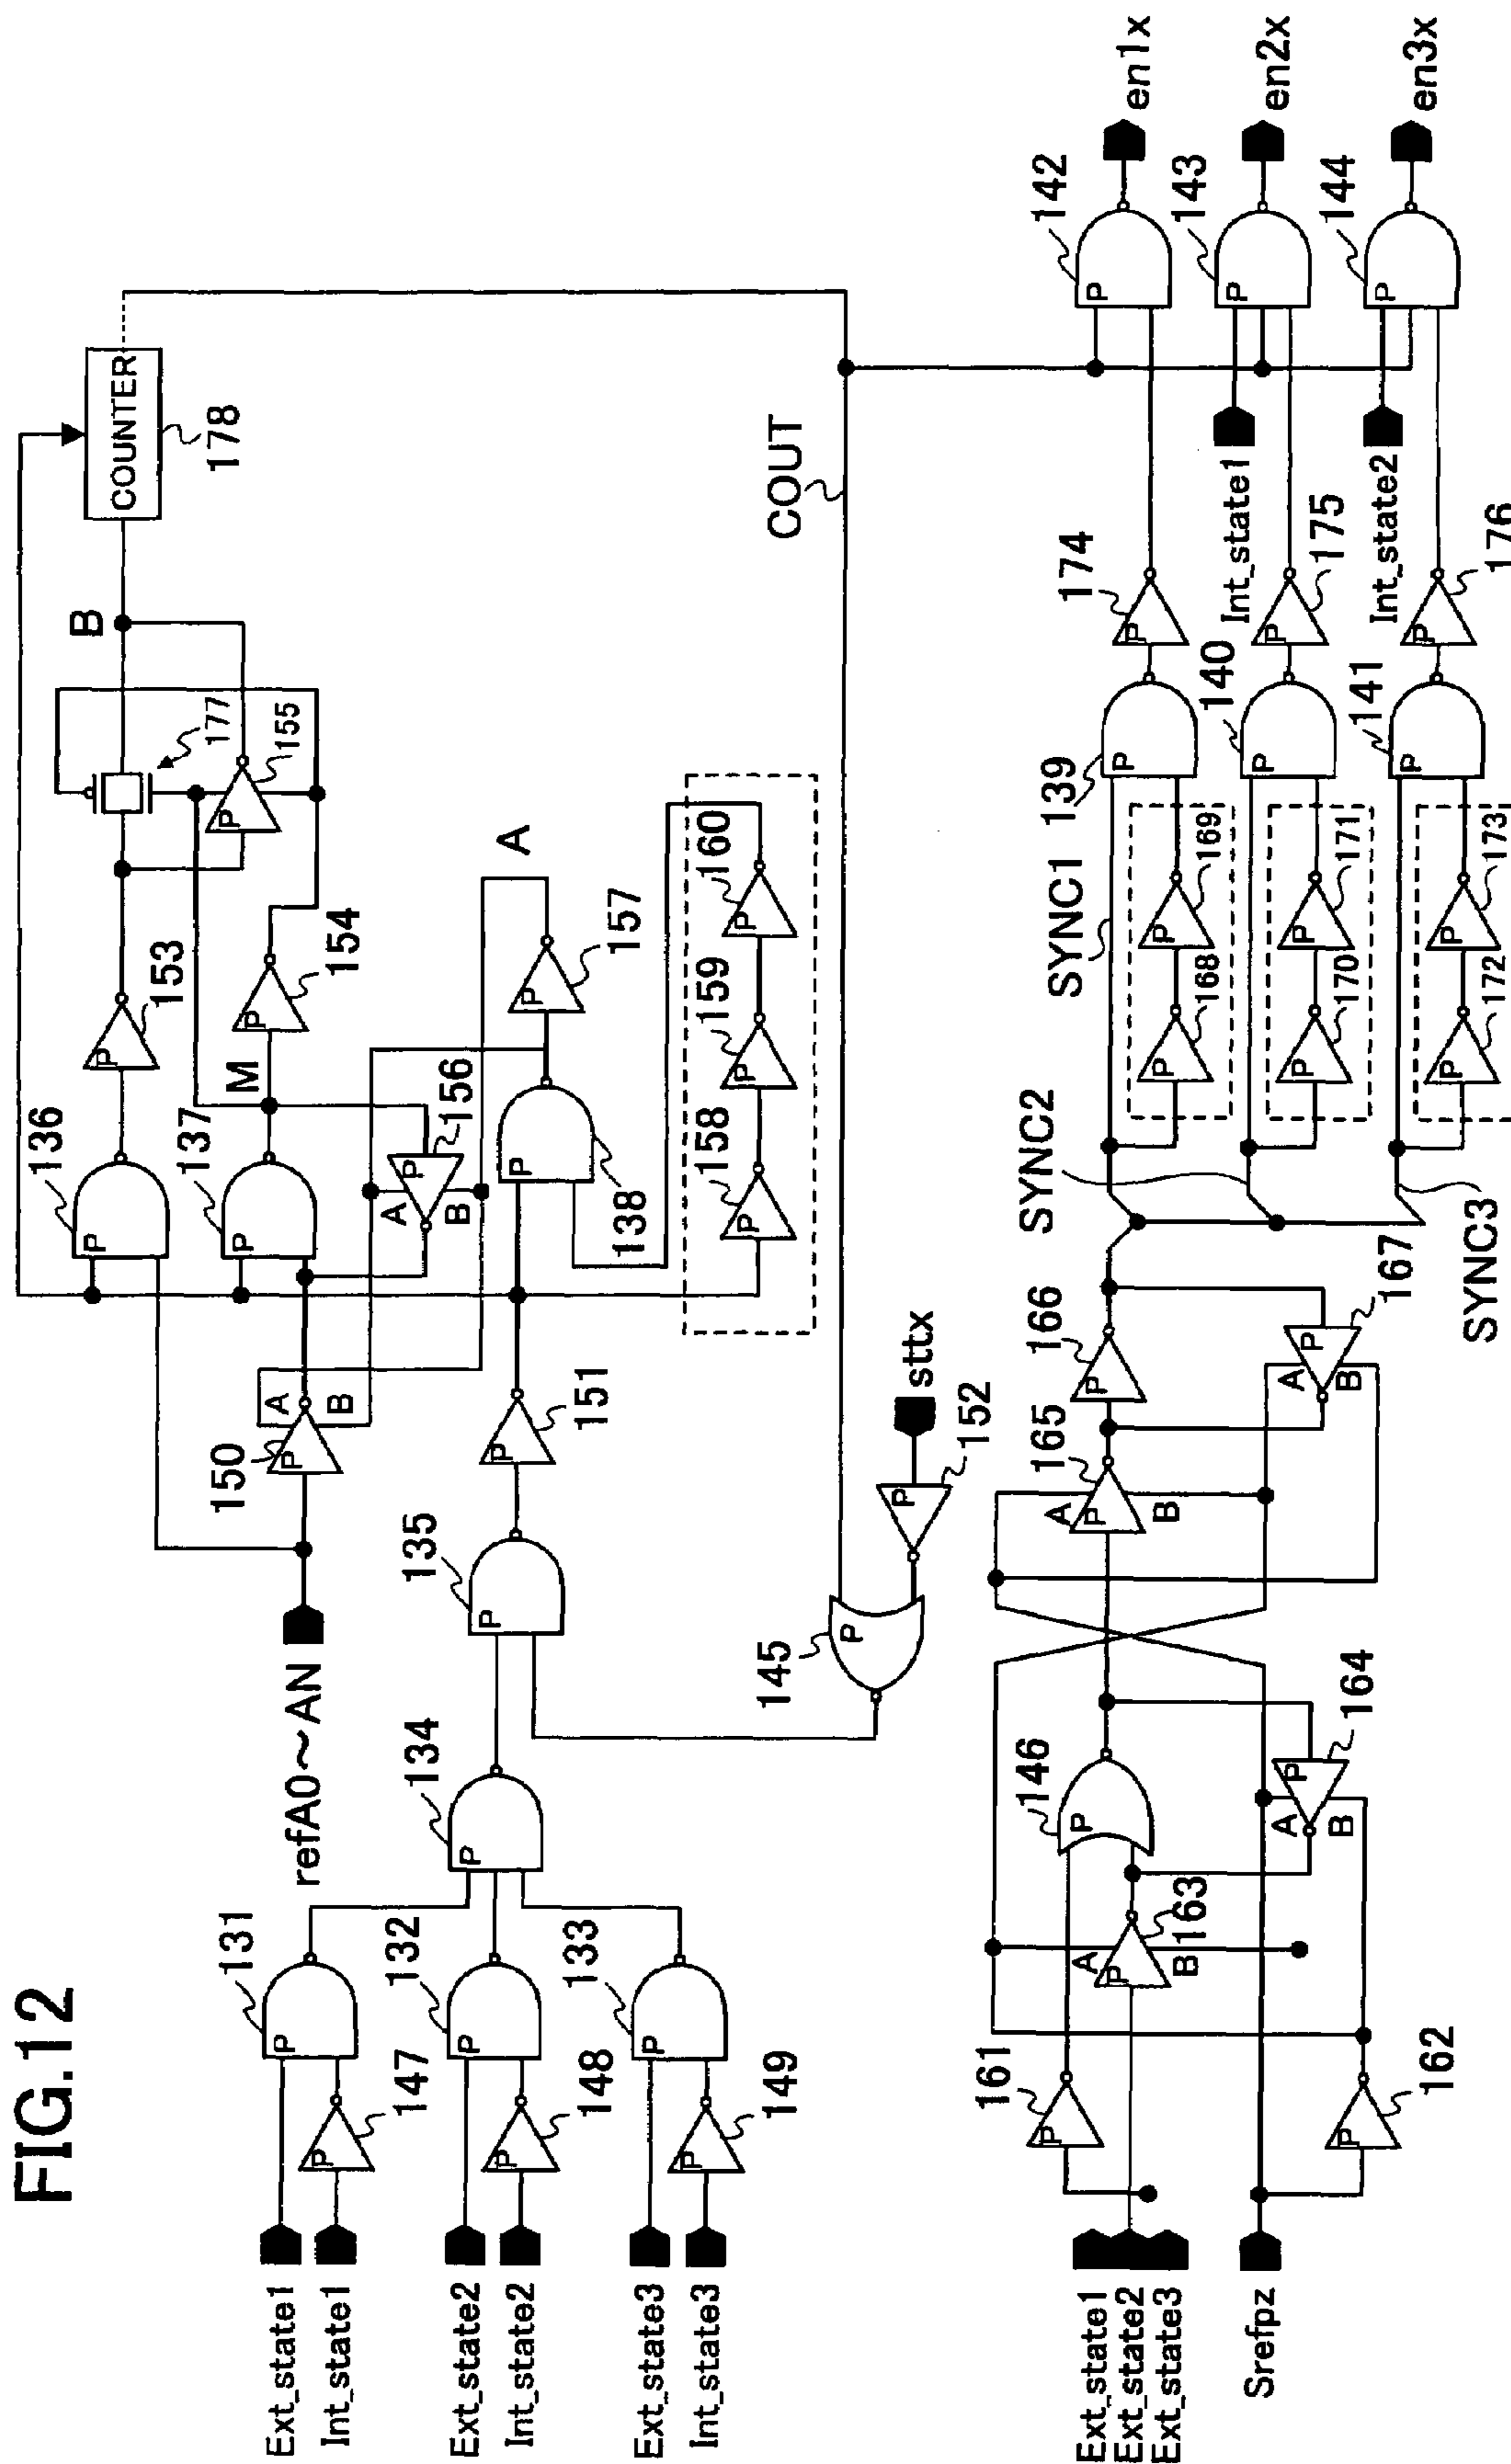 FIG.12
Ext_state1
Int_state1
Ext_state2
Int_state2
Ext_state3
Int_state3
131
P
147
P
132
P
148
P
133
P
149
P
134
P
135
P
151
P
refA0~AN
150
P
A
B
136
P
137
P
M
153
P
154
P
155
P
177
B
COUNTER
178
156
P
A
B
138
P
157
P
A
158
P
159
P
160
P
145
P
sttx
152
P
COUT
Ext_state1
Ext_state2
Ext_state3
Srefpz
161
P
162
P
163
P
A
B
146
P
164
P
A
B
165
P
A
B
166
P
167
P
A
B
SYNC1
SYNC2
SYNC3
168
P
169
P
170
P
171
P
172
P
173
P
139
P
140
P
141
P
174
P
175
P
176
P
Int_state1
Int_state2
142
P
143
P
144
P
en1x
en2x
en3x